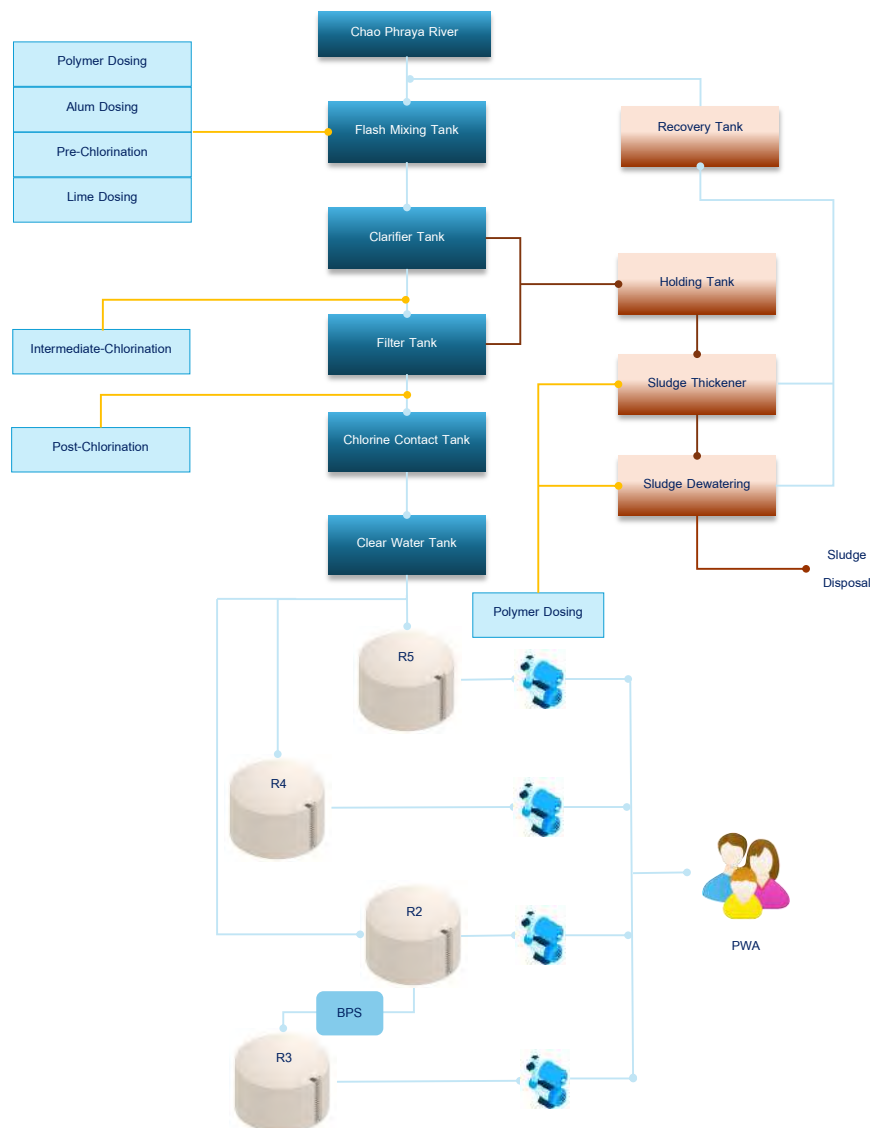 Chao Phraya River
Polymer Dosing
Alum Dosing
Pre-Chlorination
Lime Dosing
Flash Mixing Tank
Recovery Tank
Clarifier Tank
Holding Tank
Intermediate-Chlorination
Filter Tank
Sludge Thickener
Post-Chlorination
Chlorine Contact Tank
Sludge Dewatering
Clear Water Tank
Sludge
Disposal
Polymer Dosing
R5
R4
R2
PWA
BPS
R3